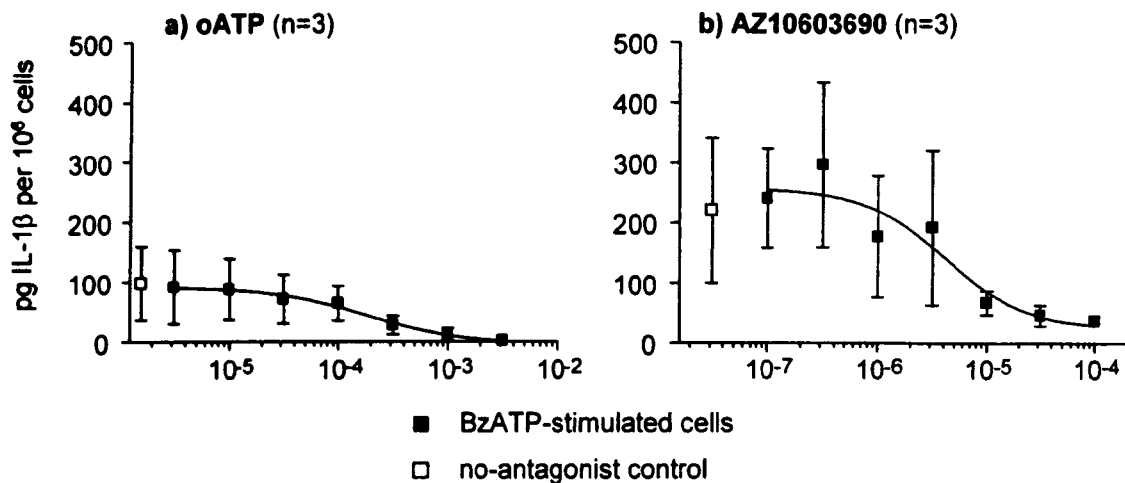 a) oATP (n=3)
b) AZ10603690 (n=3)
pg IL-1β per 10⁶ cells
500
400
300
200
100
0
10⁻⁵ 10⁻⁴ 10⁻³ 10⁻²
500
400
300
200
100
0
10⁻⁷ 10⁻⁶ 10⁻⁵ 10⁻⁴
BzATP-stimulated cells
no-antagonist control